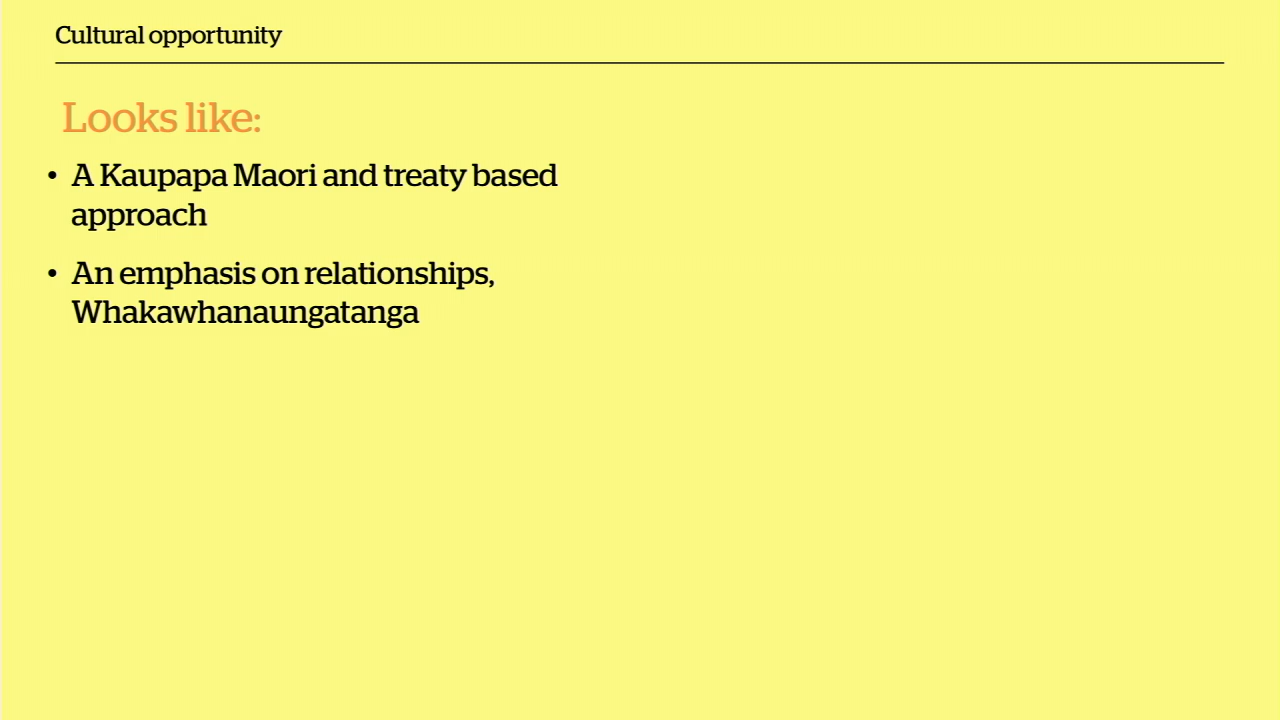 Cultural opportunity
Looks like:
• A Kaupapa Maori and treaty based
approach
• An emphasis on relationships,
Whakawhanaungatanga